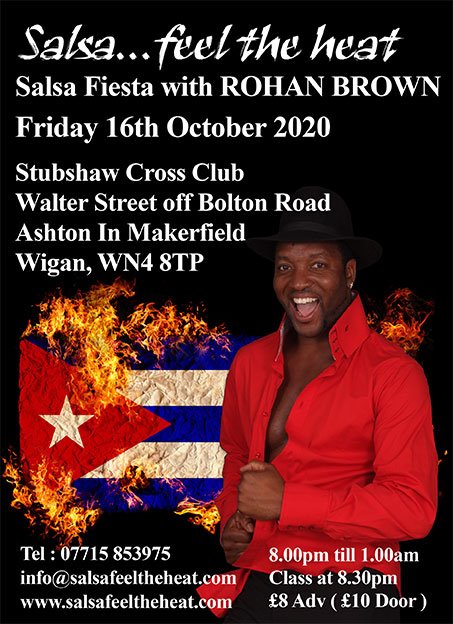 Salsa...feel the heat
Salsa Fiesta with ROHAN BROWN
Friday 16th October 2020
Stubshaw Cross Club
Walter Street off Bolton Road
Ashton In Makerfield
Wigan, WN4 8TP
Tel : 07715 853975
info@salsafeeltheheat.com
www.salsafeeltheheat.com
8.00pm till 1.00am
Class at 8.30pm
£8 Adv ( £10 Door )